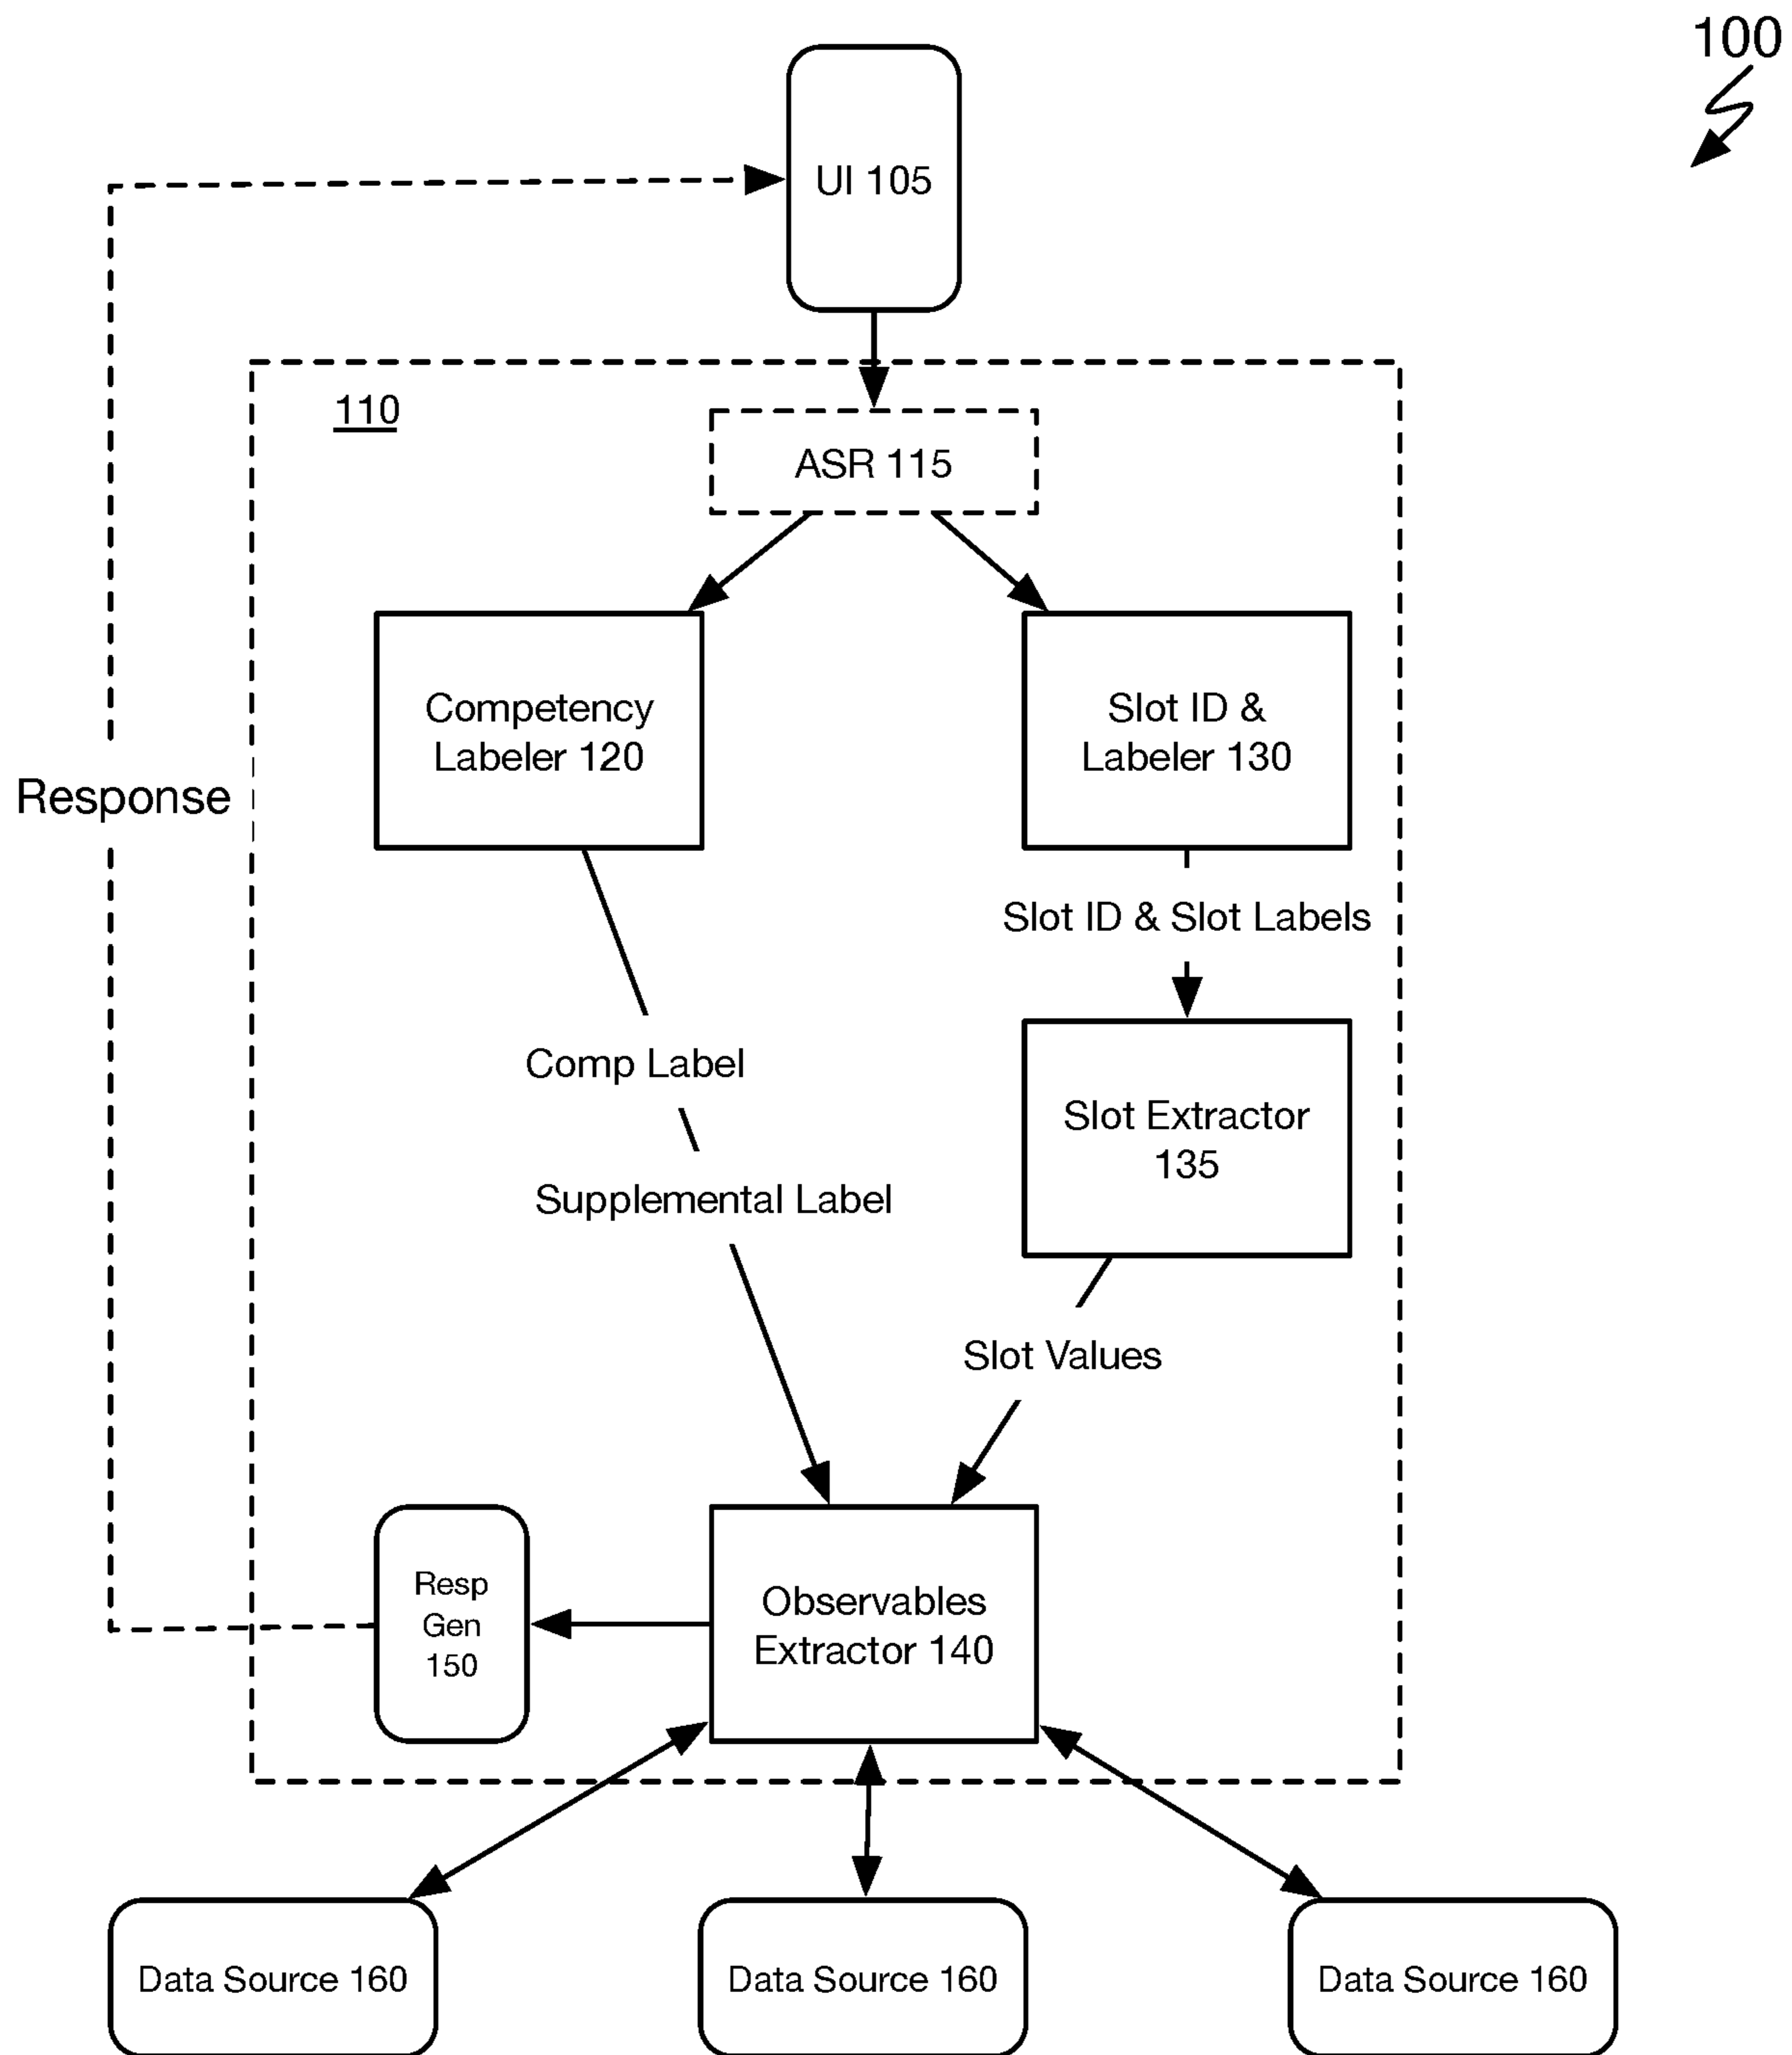 100
UI 105
110
ASR 115
Competency
Labeler 120
Slot ID &
Labeler 130
Response
Slot ID & Slot Labels
Comp Label
Slot Extractor
135
Supplemental Label
Slot Values
Resp
Gen
150
Observables
Extractor 140
Data Source 160
Data Source 160
Data Source 160